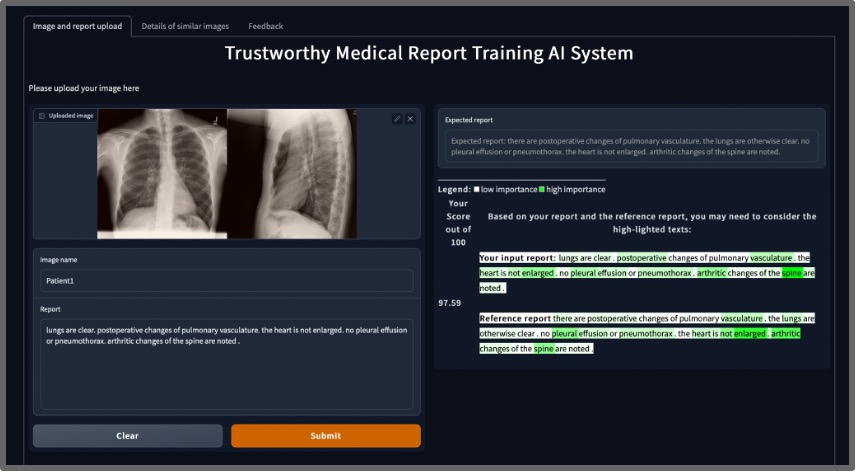 Image and report upload
Details of similar images
Feedback
Trustworthy Medical Report Training AI System
Please upload your image here
Uploaded image
Image name
Patient1
Report
lungs are clear. postoperative changes of pulmonary vasculature. the heart is not enlarged. no pleural effusion
or pneumothorax. arthritic changes of the spine are noted .
Clear
Submit
Expected report
Expected report: there are postoperative changes of pulmonary vasculature. the lungs are otherwise clear. no
pleural effusion or pneumothorax. the heart is not enlarged. arthritic changes of the spine are noted.
Legend: low importance high importance
Your
Score
out of
100
Based on your report and the reference report, you may need to consider the
high-lighted texts:
97.59
Your input report: lungs are clear . postoperative changes of pulmonary vasculature . the
heart is not enlarged . no pleural effusion or pneumothorax . arthritic changes of the spine are
noted .
Reference report there are postoperative changes of pulmonary vasculature . the lungs are
otherwise clear . no pleural effusion or pneumothorax . the heart is not enlarged . arthritic
changes of the spine are noted .